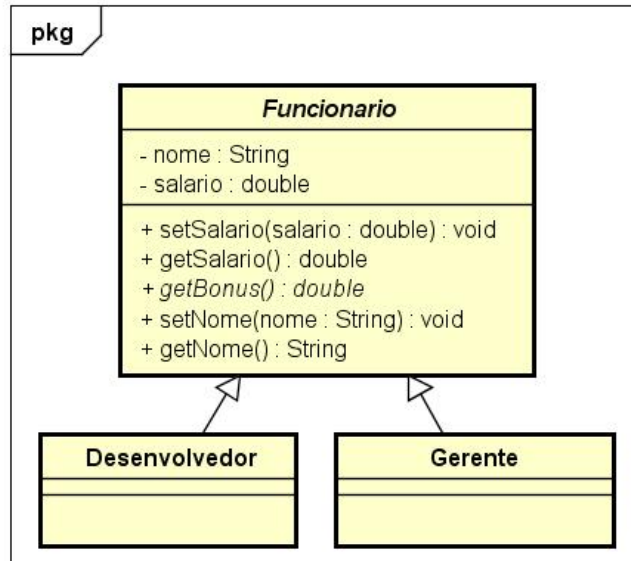 pkg
Funcionario
- nome : String
- salario : double
+ setSalario(salario : double) : void
+ getSalario() : double
+ getBonus() : double
+ setNome(nome : String) : void
+ getNome() : String
Desenvolvedor
Gerente